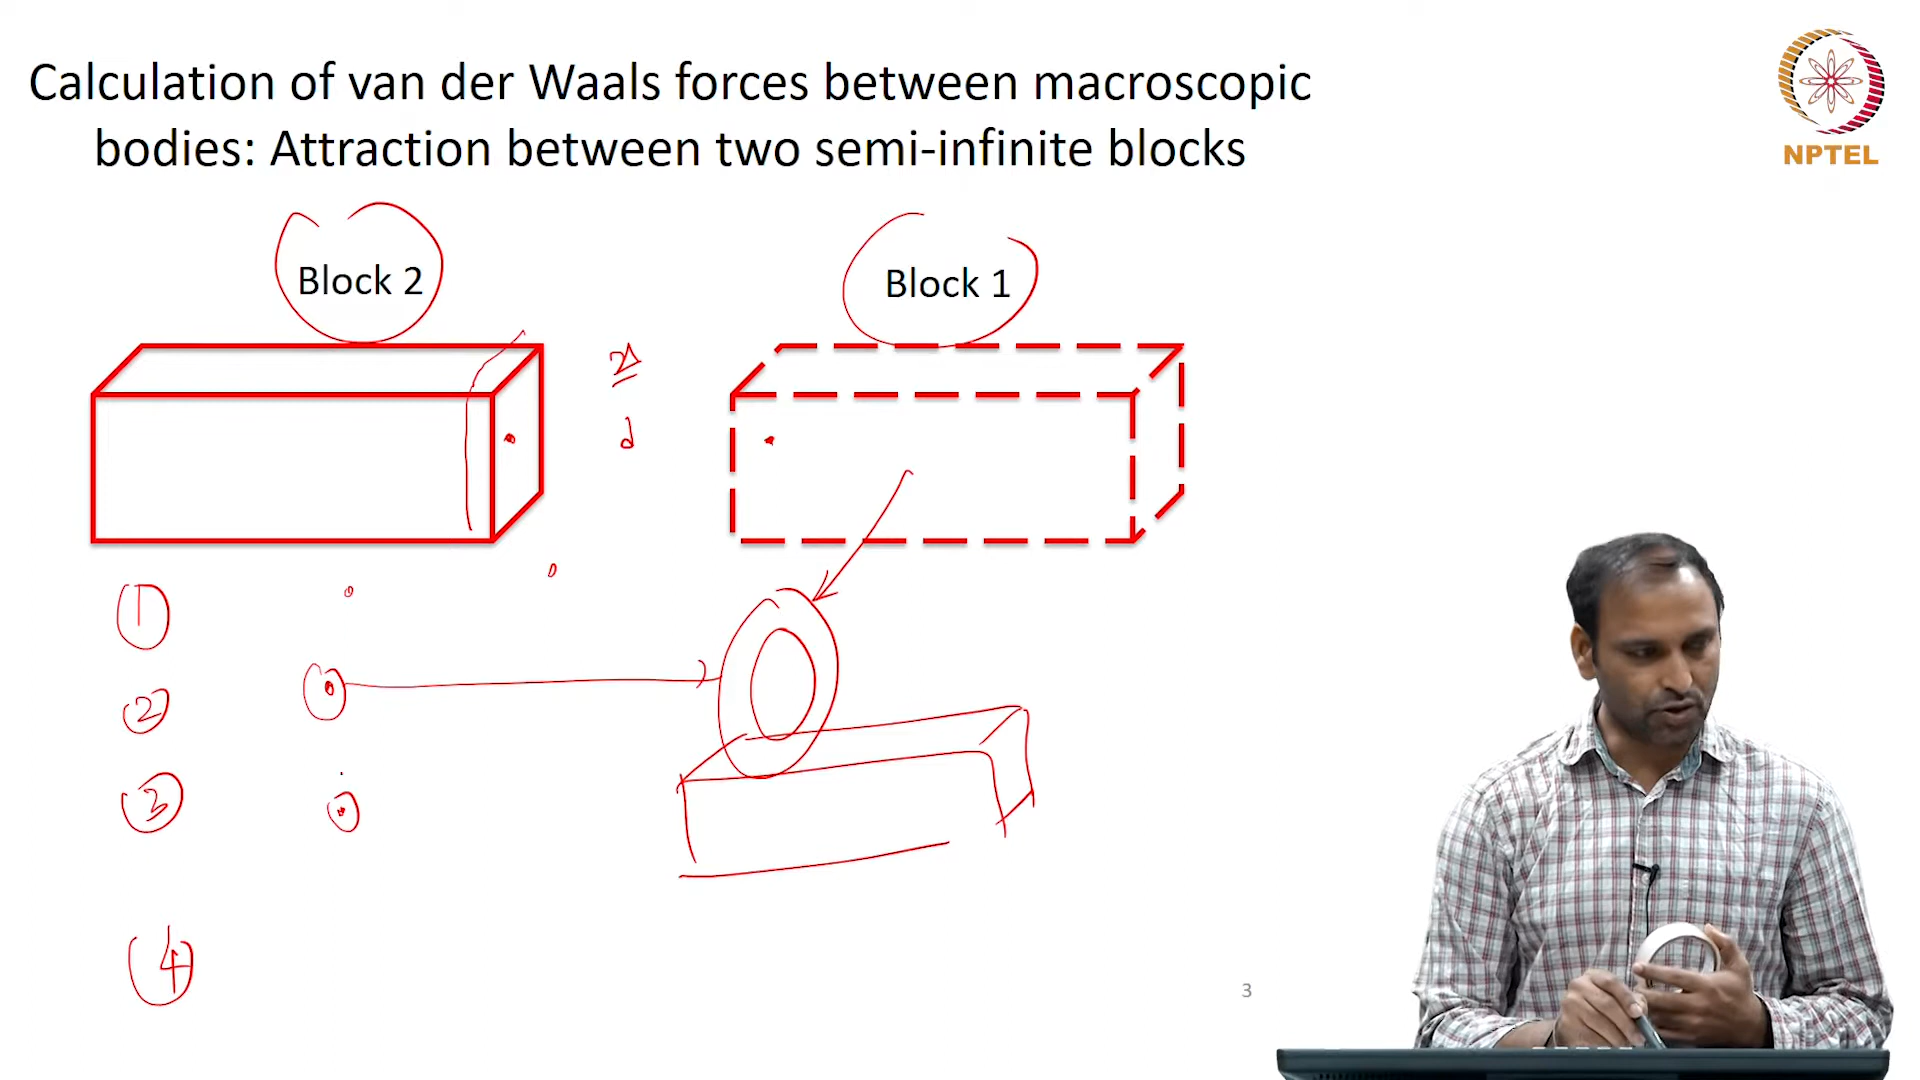 Calculation of van der Waals forces between macroscopic
bodies: Attraction between two semi-infinite blocks
NPTEL
Block 2
Block 1
d
1
2
3
4
3